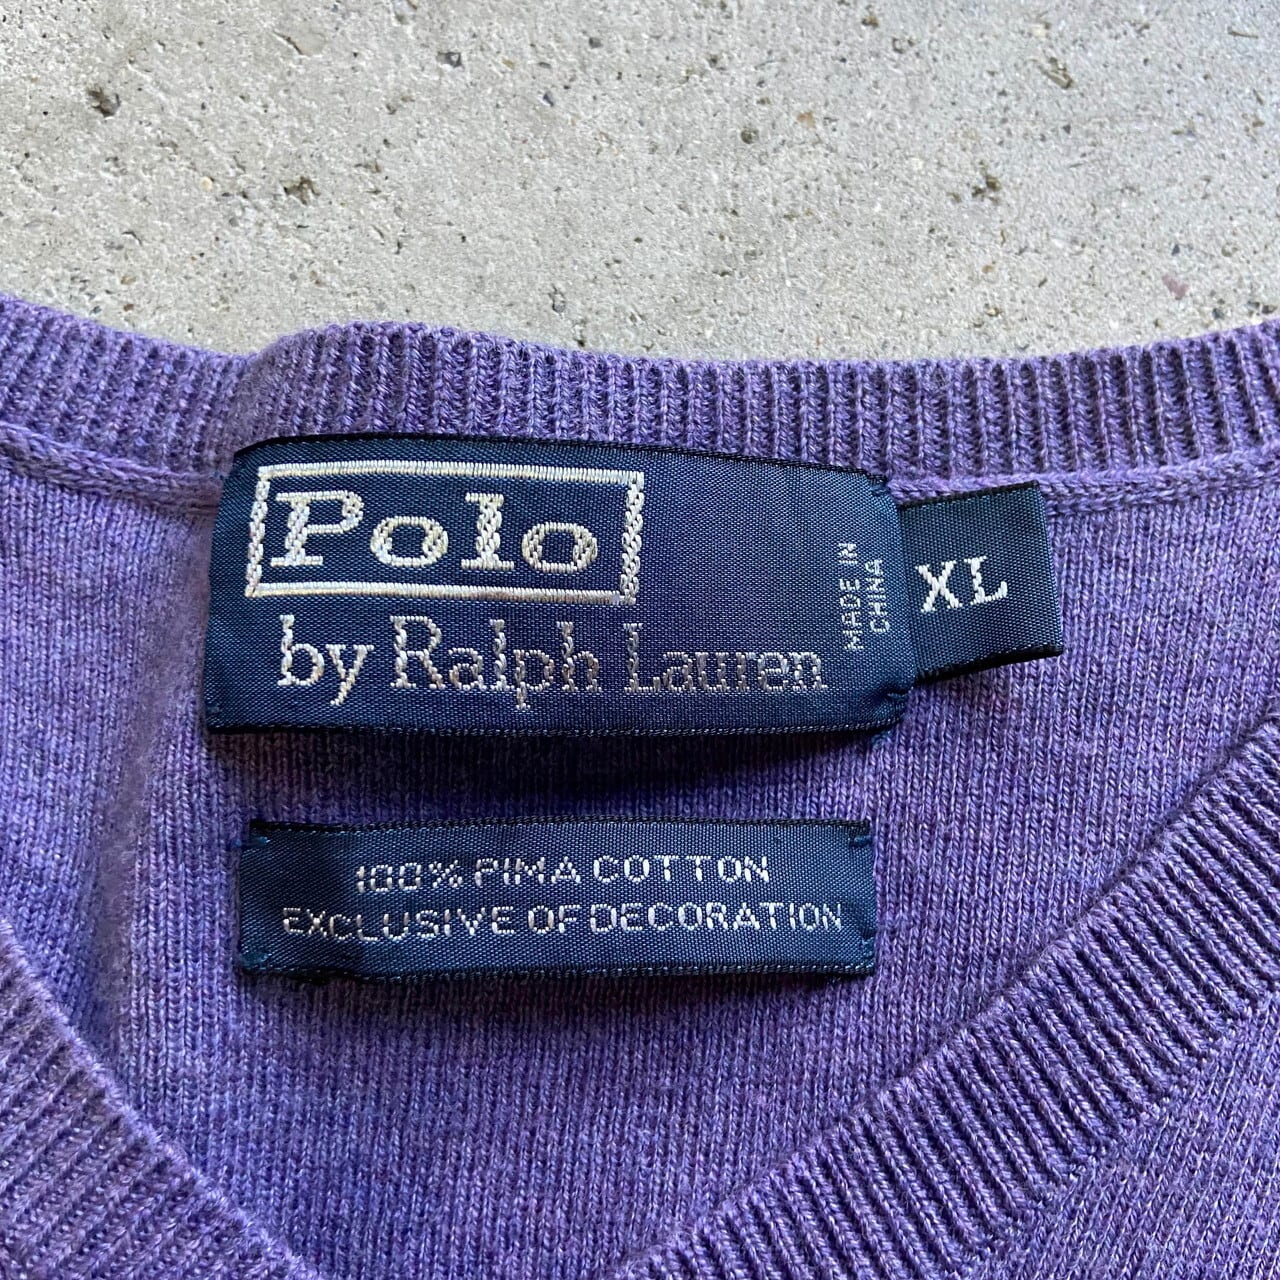 Polo
by Ralph Lauren
MADE IN
CHINA
XL
100% PIMA COTTON
EXCLUSIVE OF DECORATION